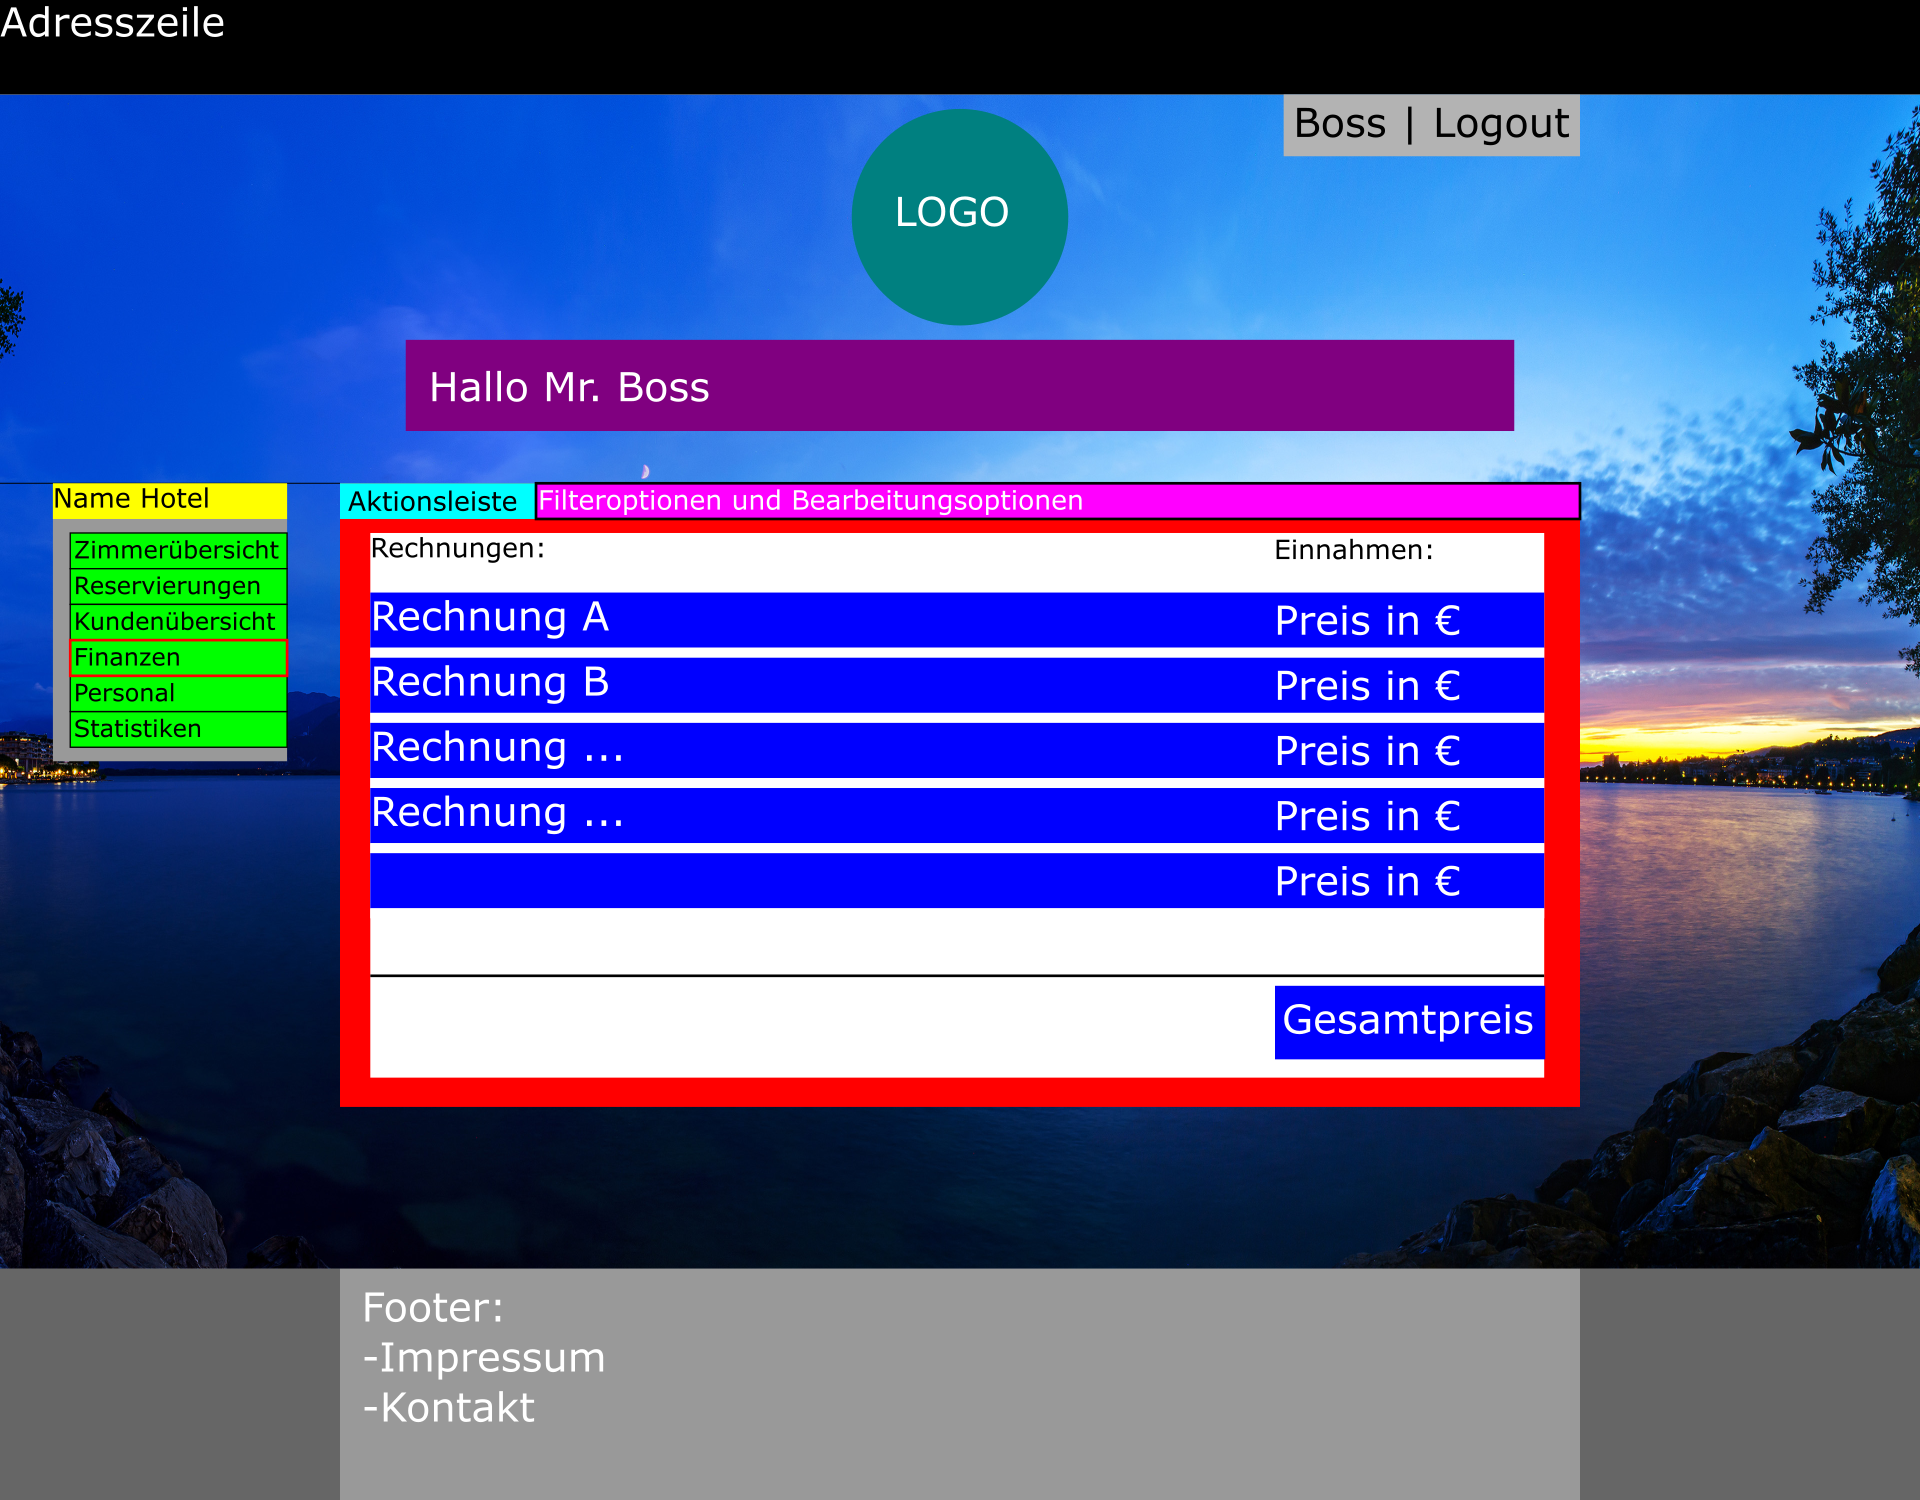 Adresszeile
Boss | Logout
LOGO
Hallo Mr. Boss
Name Hotel
Zimmerübersicht
Reservierungen
Kundenübersicht
Finanzen
Personal
Statistiken
Aktionsleiste
Filteroptionen und Bearbeitungsoptionen
Rechnungen: Einnahmen:
Rechnung A Preis in €
Rechnung B Preis in €
Rechnung ... Preis in €
Rechnung ... Preis in €
Preis in €
Gesamtpreis
Footer:
-Impressum
-Kontakt